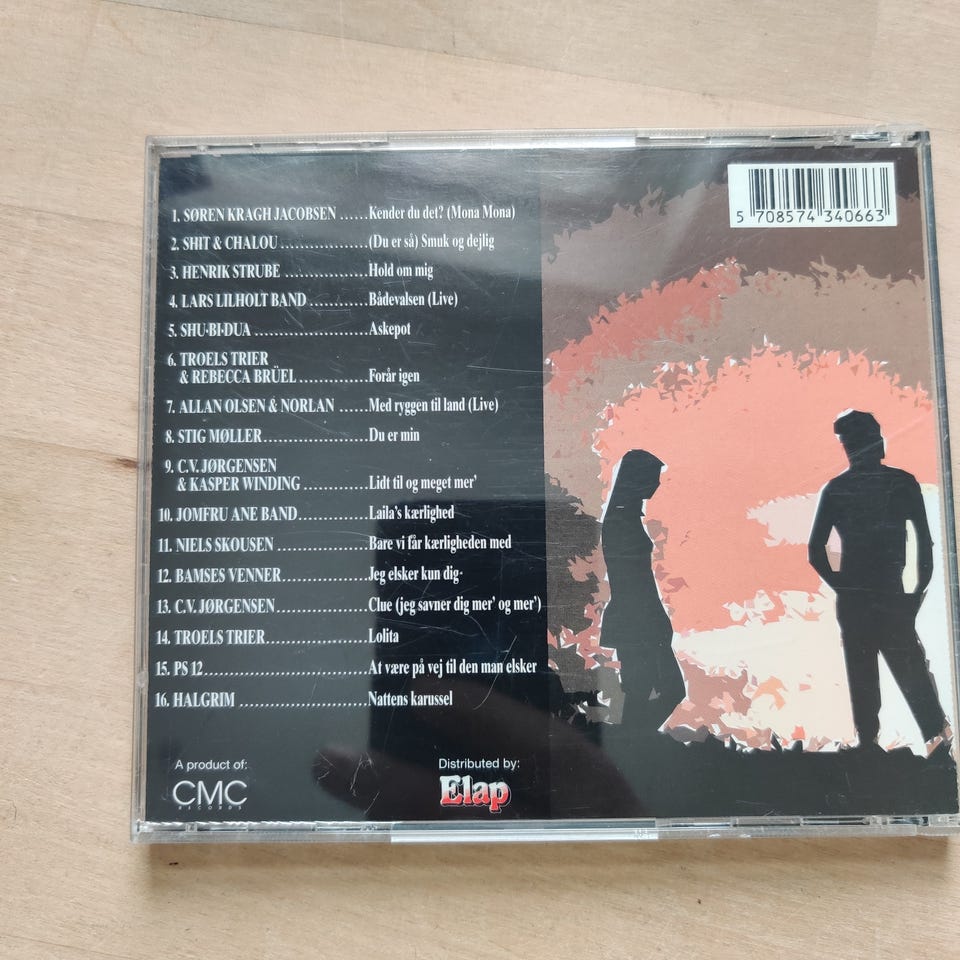 5 708574 340663
1. SØREN KRAGH JACOBSEN ......Kender du det? (Mona Mona)
2. SHIT & CHALOU .................(Du er så) Smuk og dejlig
3. HENRIK STRUBE ................Hold om mig
4. LARS LILHOLT BAND ............Bådevalsen (Live)
5. SHU·BI·DUA ......................Askepot
6. TROELS TRIER
& REBECCA BRÜEL ..............Forår igen
7. ALLAN OLSEN & NORLAN ......Med ryggen til land (Live)
8. STIG MØLLER.....................Du er min
9. C.V. JØRGENSEN
& KASPER WINDING .............Lidt til og meget mer'
10. JOMFRU ANE BAND..............Laila's kærlighed
11. NIELS SKOUSEN ..................Bare vi får kærligheden med
12. BAMSES VENNER.................Jeg elsker kun dig
13. C.V. JØRGENSEN..................Clue (jeg savner dig mer' og mer')
14. TROELS TRIER....................Lolita
15. PS 12................................At være på vej til den man elsker
16. HALGRIM ..........................Nattens karussel
A product of:
CMC
RECORDS
Distributed by:
Elap